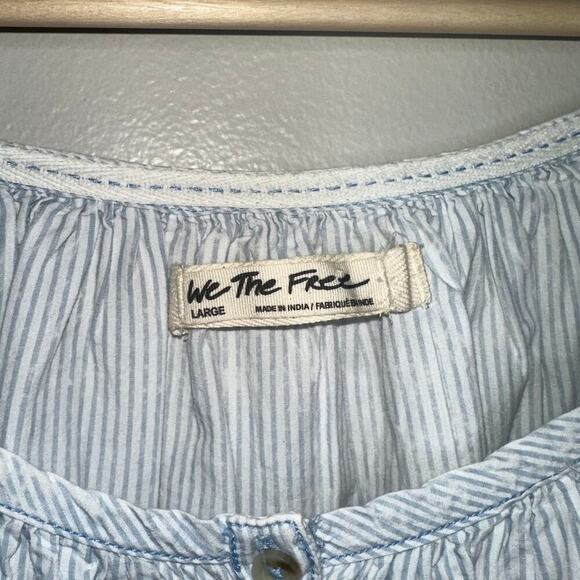 We The Free
LARGE MADE IN INDIA / FABRIQUÉ EN INDE